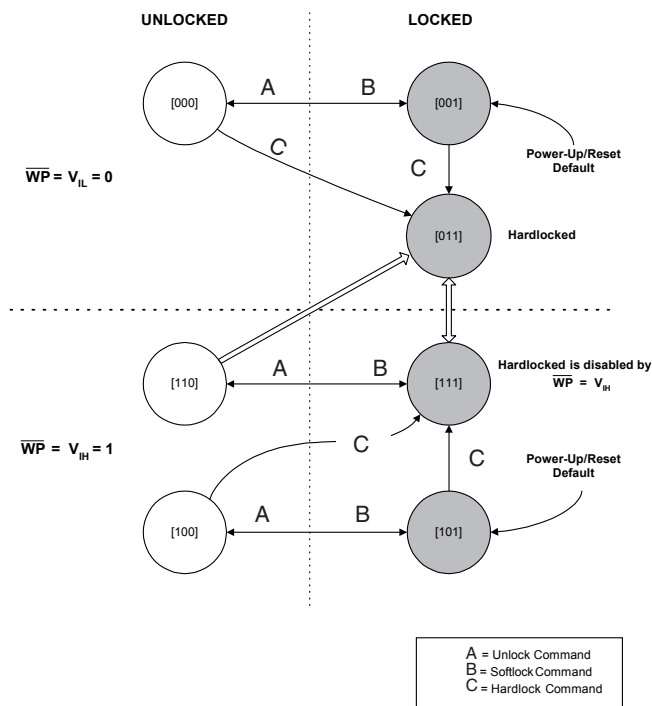 UNLOCKED
LOCKED
[000]
A
B
[001]
C
C
Power-Up/Reset
Default
WP = VIL = 0
[011]
Hardlocked
[110]
A
B
[111]
Hardlocked is disabled by
WP = VIH
WP = VIH = 1
C
C
Power-Up/Reset
Default
[100]
A
B
[101]
A = Unlock Command
B = Softlock Command
C = Hardlock Command